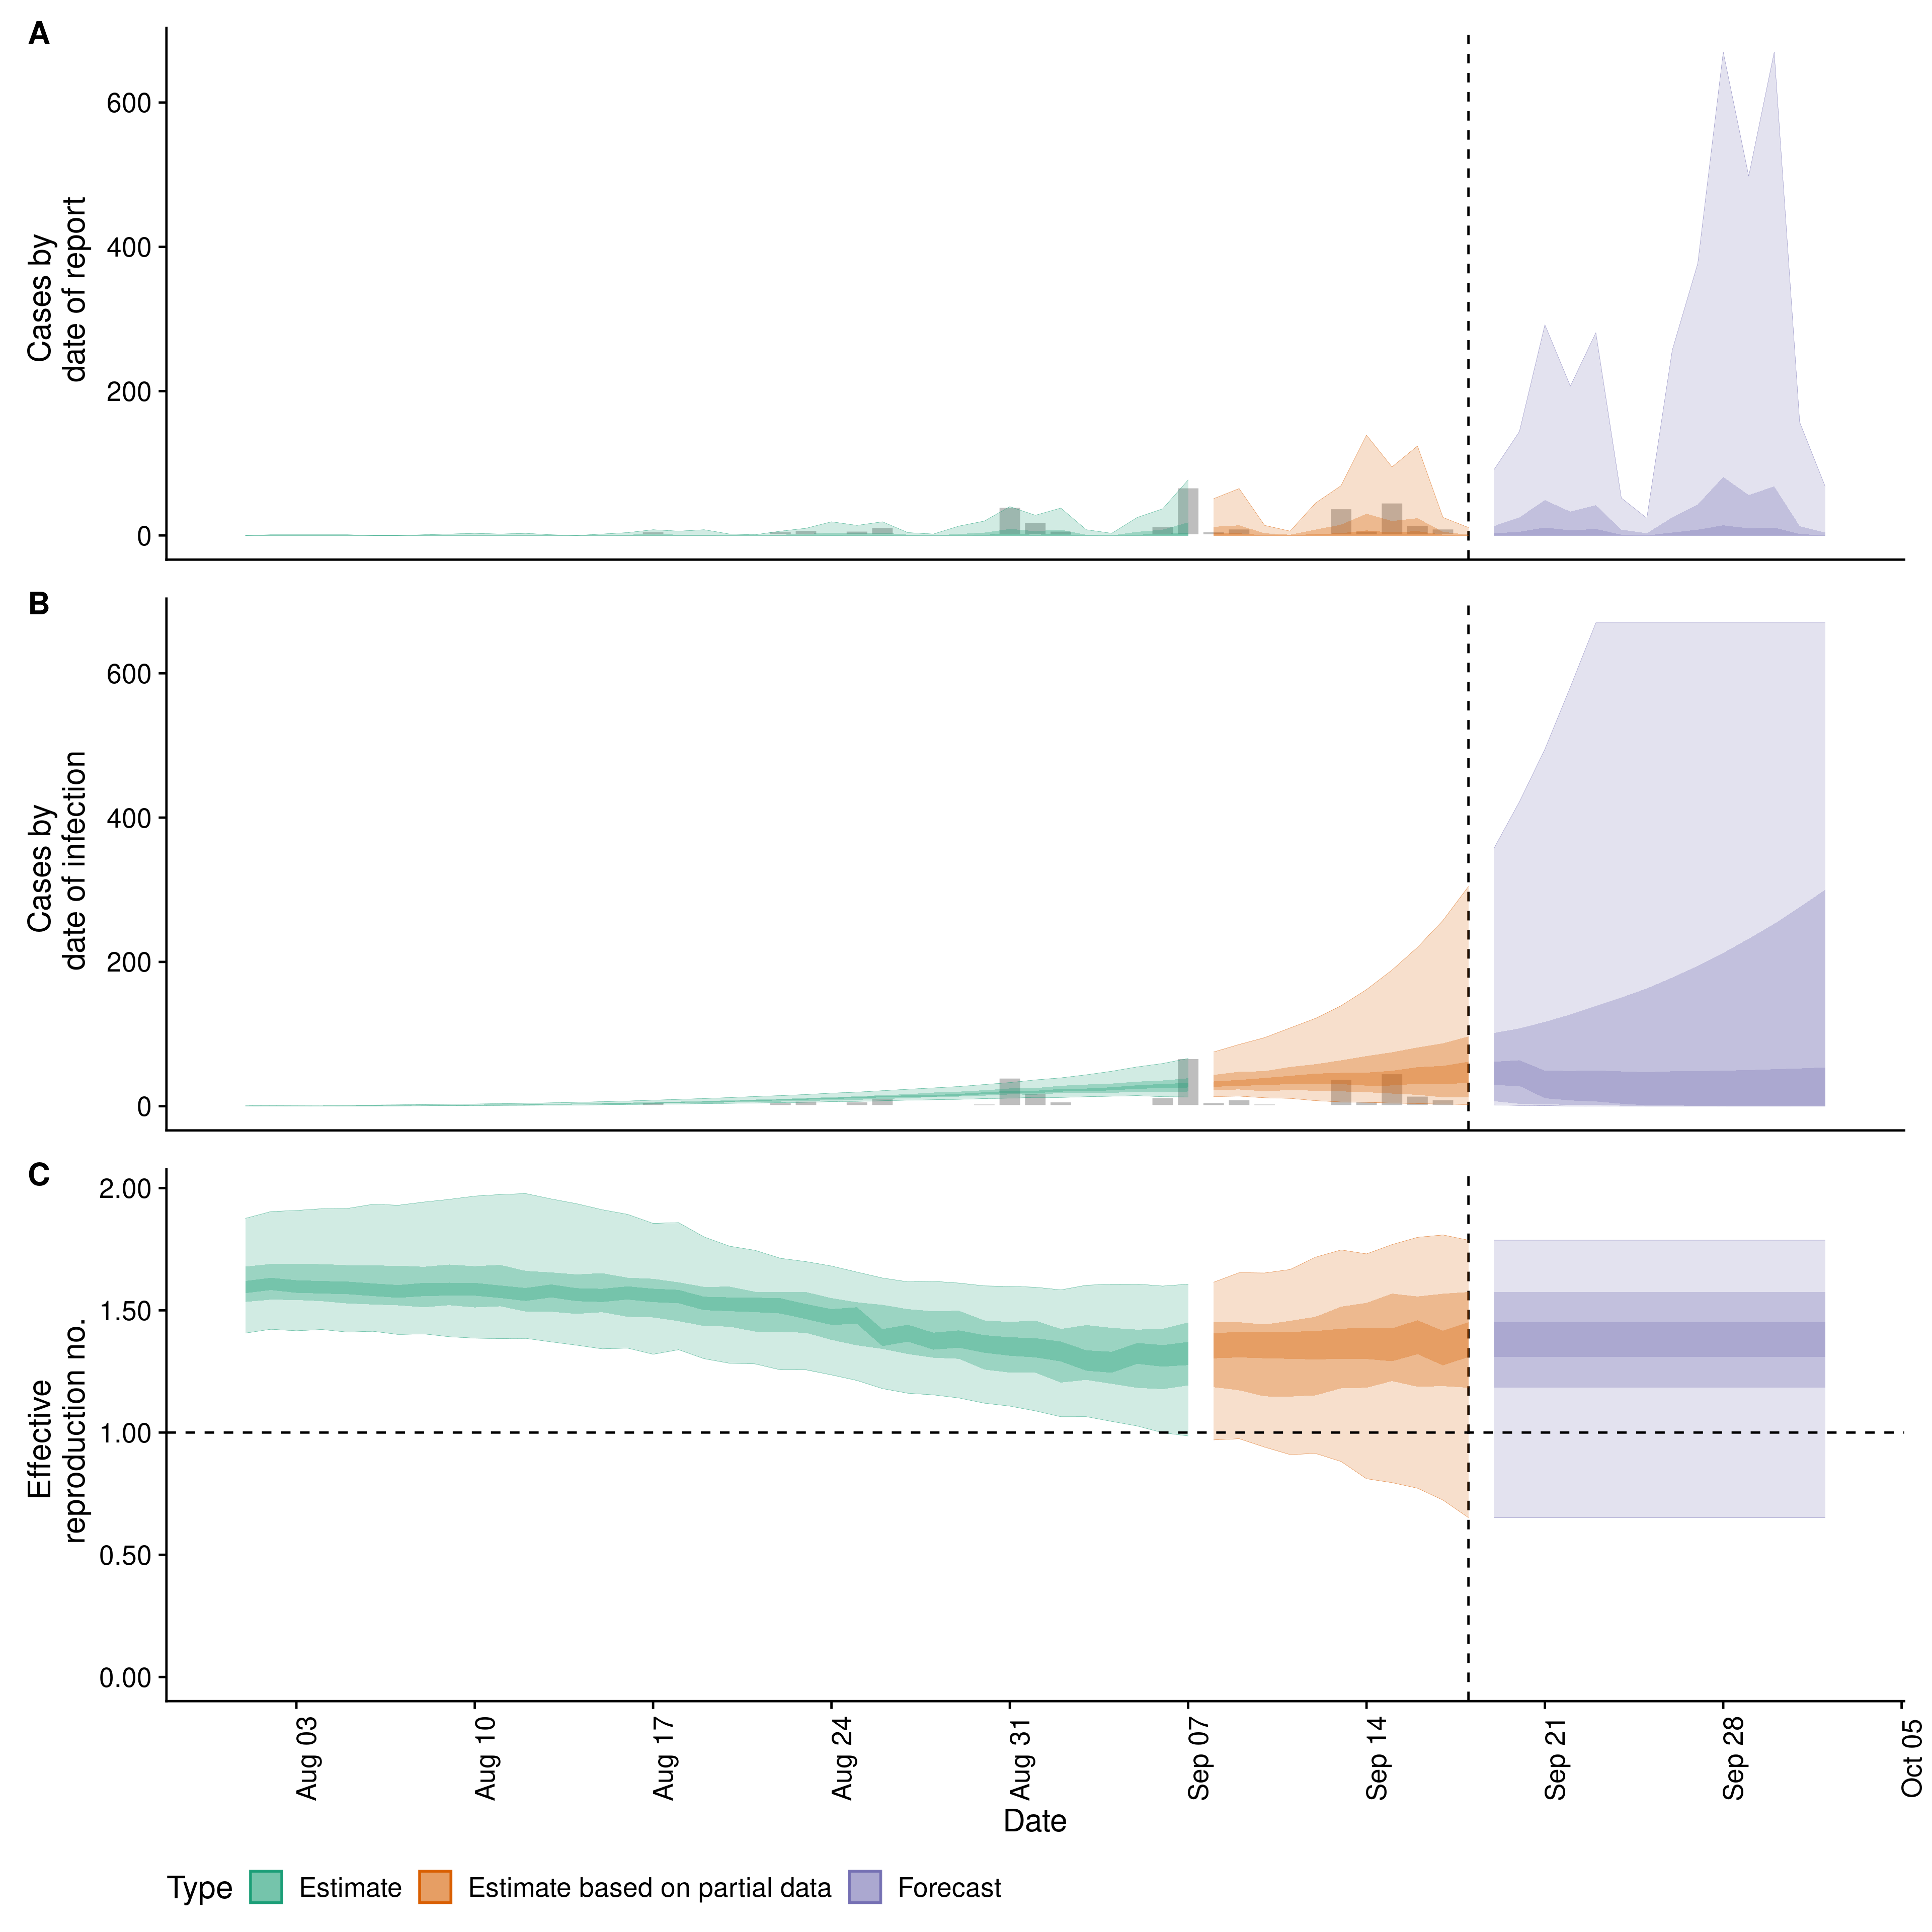 A
Cases by
date of report
600
400
200
0
B
Cases by
date of infection
600
400
200
0
C
Effective
reproduction no.
2.00
1.50
1.00
0.50
0.00
Aug 03
Aug 10
Aug 17
Aug 24
Aug 31
Sep 07
Sep 14
Sep 21
Sep 28
Oct 05
Date
Type Estimate Estimate based on partial data Forecast